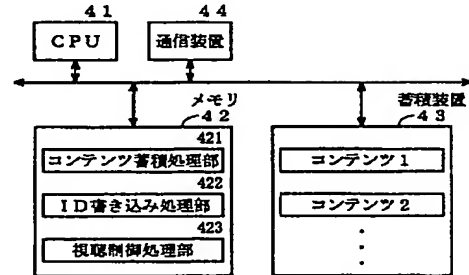 41
44
CPU
通信装置
メモリ
42
蓄積装置
43
421
コンテンツ蓄積処理部
422
ID書き込み処理部
423
視聴制御処理部
コンテンツ1
コンテンツ2